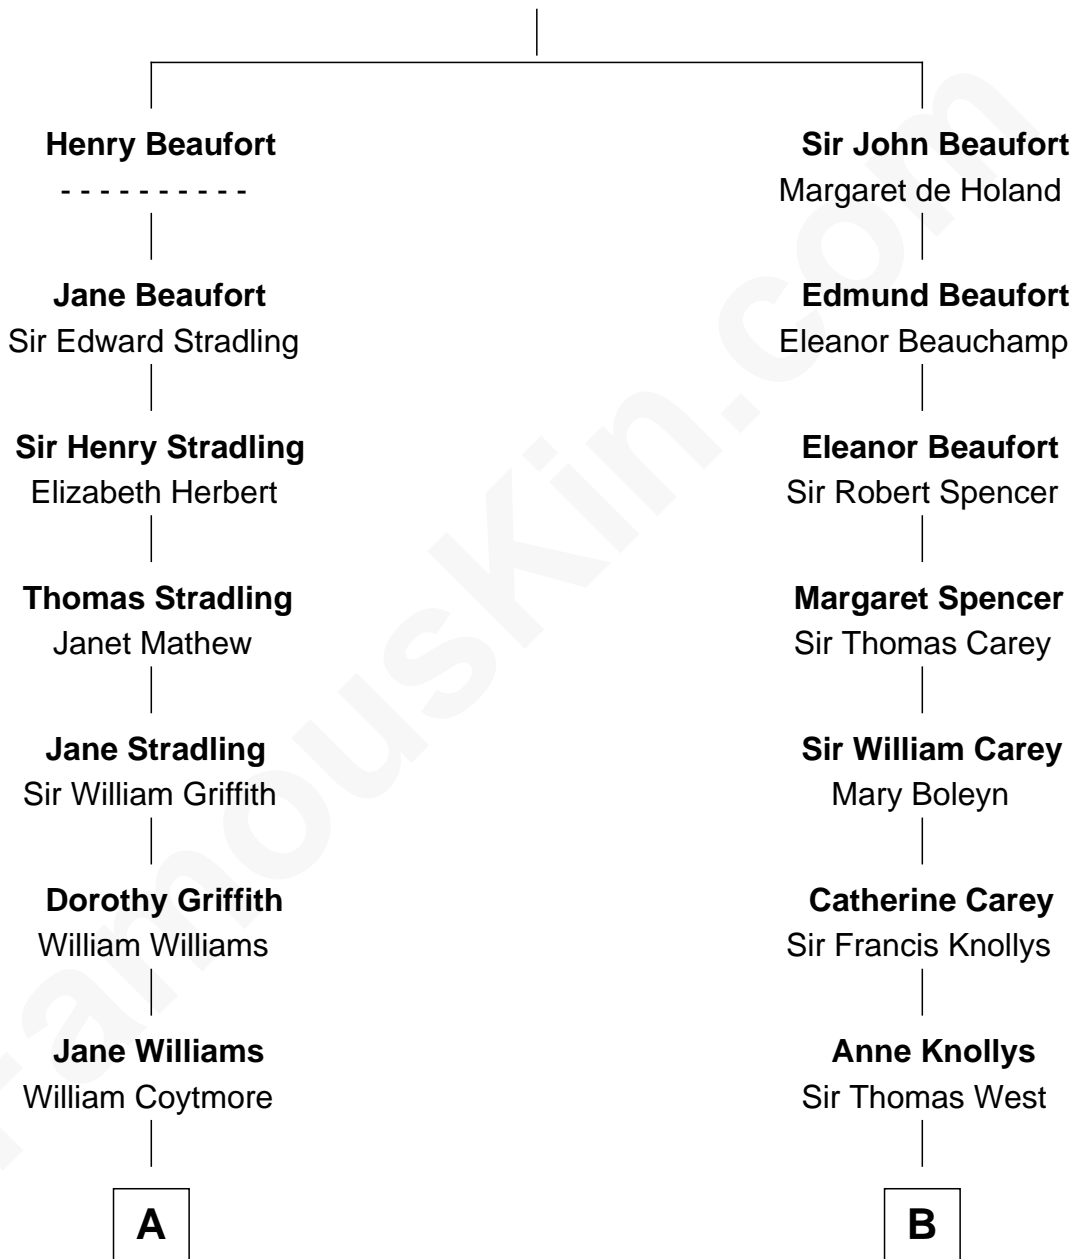 Henry Beaufort
- - - - - - - - - -
Jane Beaufort
Sir Edward Stradling
Sir Henry Stradling
Elizabeth Herbert
Thomas Stradling
Janet Mathew
Jane Stradling
Sir William Griffith
Dorothy Griffith
William Williams
Jane Williams
William Coytmore
A
Sir John Beaufort
Margaret de Holand
Edmund Beaufort
Eleanor Beauchamp
Eleanor Beaufort
Sir Robert Spencer
Margaret Spencer
Sir Thomas Carey
Sir William Carey
Mary Boleyn
Catherine Carey
Sir Francis Knollys
Anne Knollys
Sir Thomas West
B
FamousKin.com